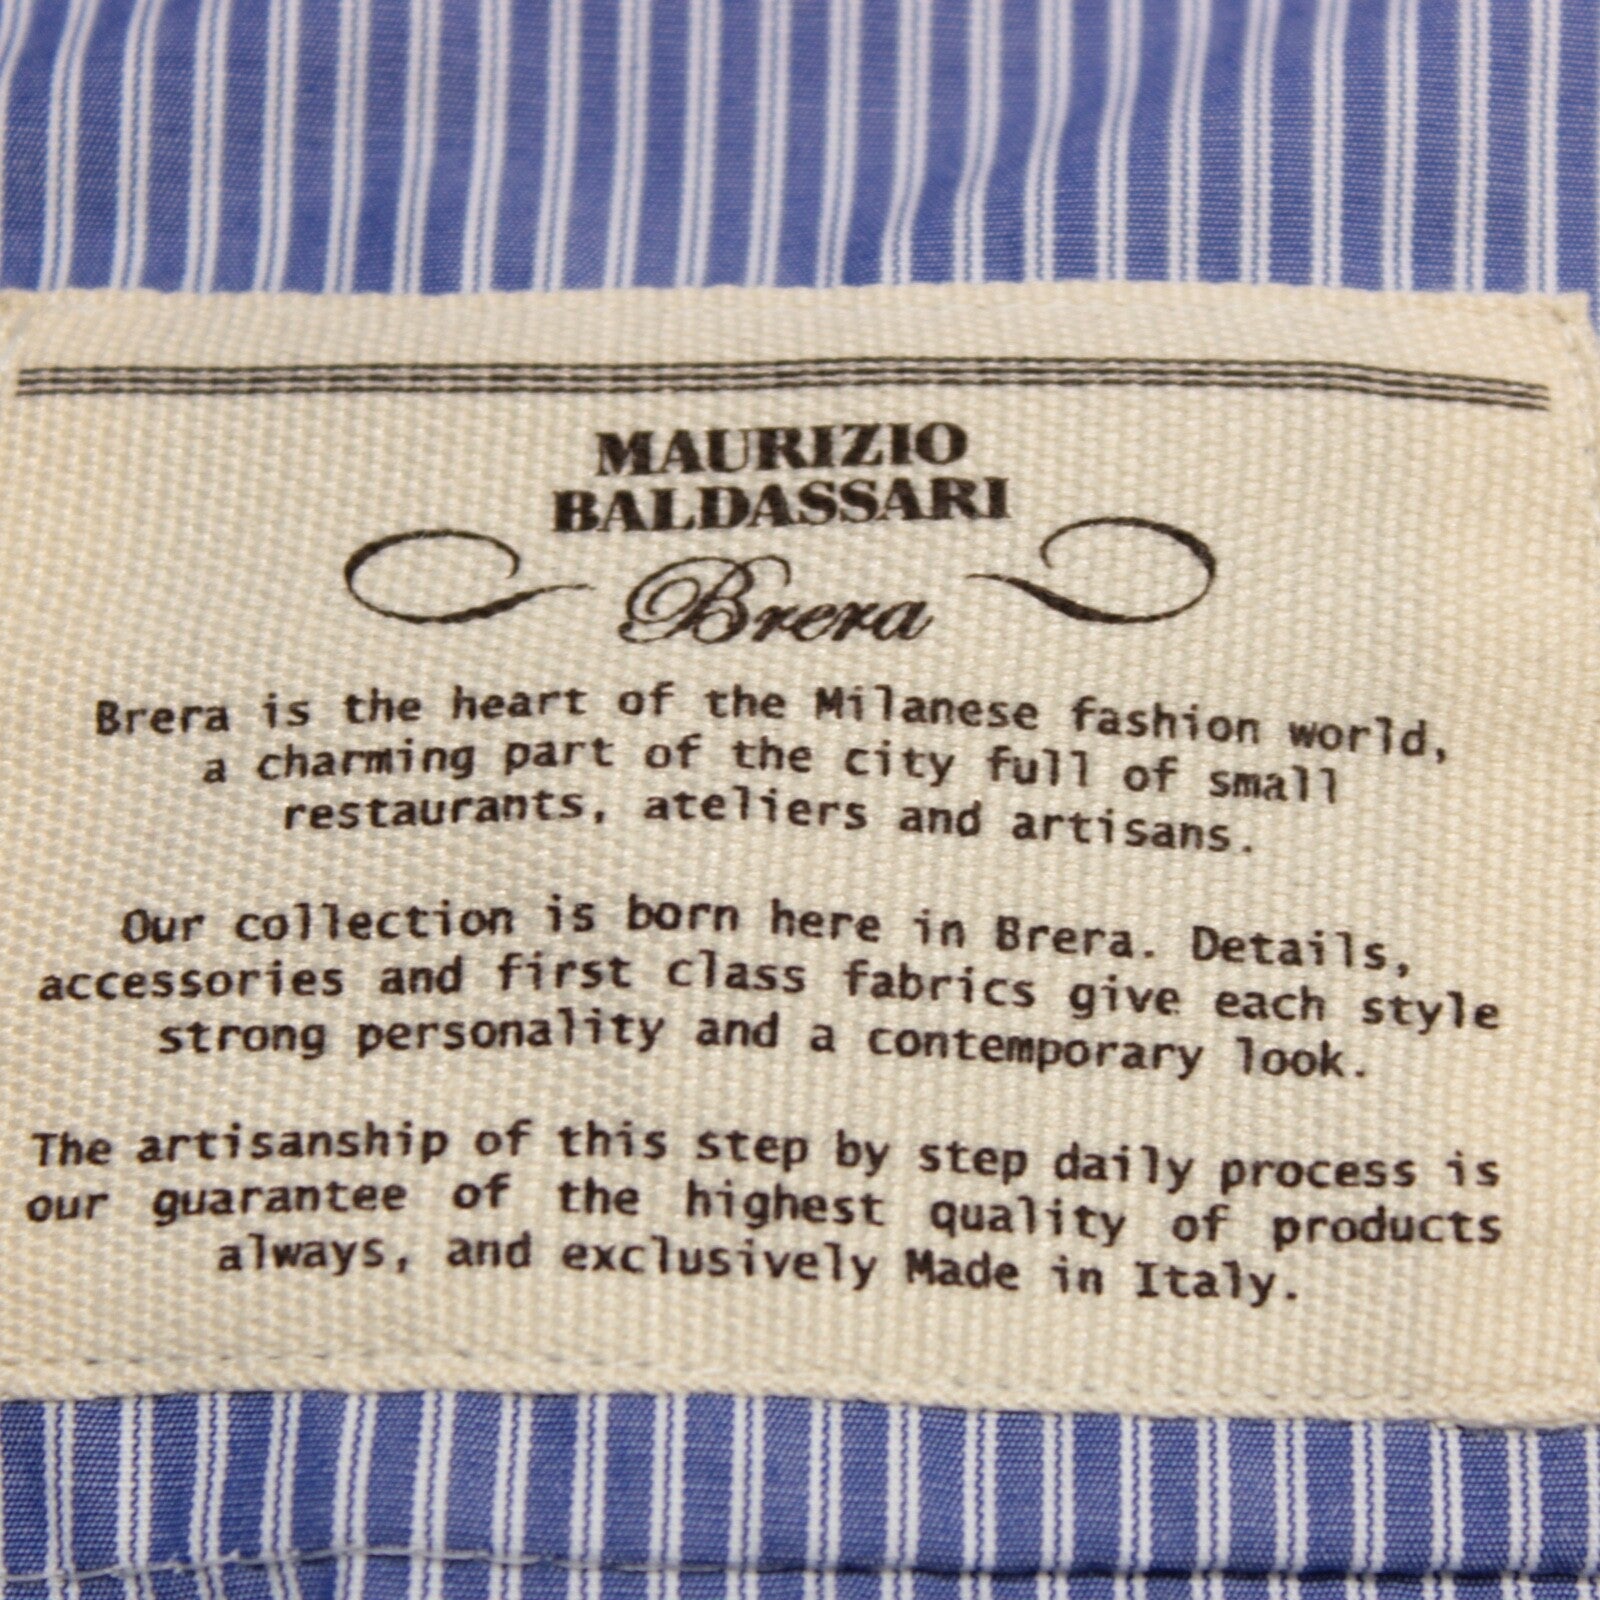 MAURIZIO
BALDASSARI
Brera
Brera is the heart of the Milanese fashion world,
a charming part of the city full of small
restaurants, ateliers and artisans.
Our collection is born here in Brera. Details,
accessories and first class fabrics give each style
strong personality and a contemporary look.
The artisanship of this step by step daily process is
our guarantee of the highest quality of products
always, and exclusively Made in Italy.